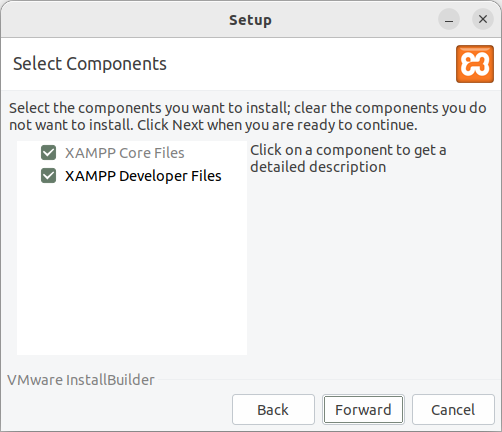 Setup
Select Components
Select the components you want to install; clear the components you do
not want to install. Click Next when you are ready to continue.
XAMPP Core Files
XAMPP Developer Files
Click on a component to get a
detailed description
VMware InstallBuilder
Back
Forward
Cancel